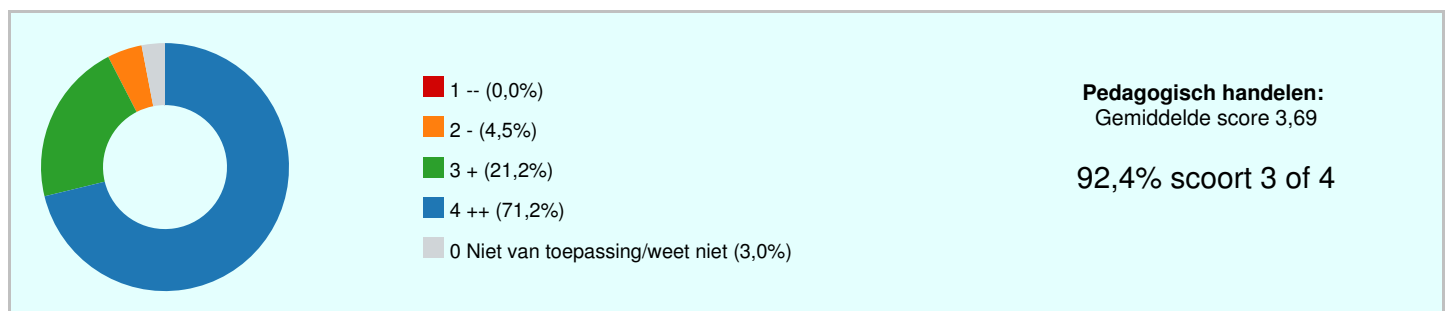 1 -- (0,0%)
2 - (4,5%)
3 + (21,2%)
4 ++ (71,2%)
0 Niet van toepassing/weet niet (3,0%)
Pedagogisch handelen:
Gemiddelde score 3,69
92,4% scoort 3 of 4